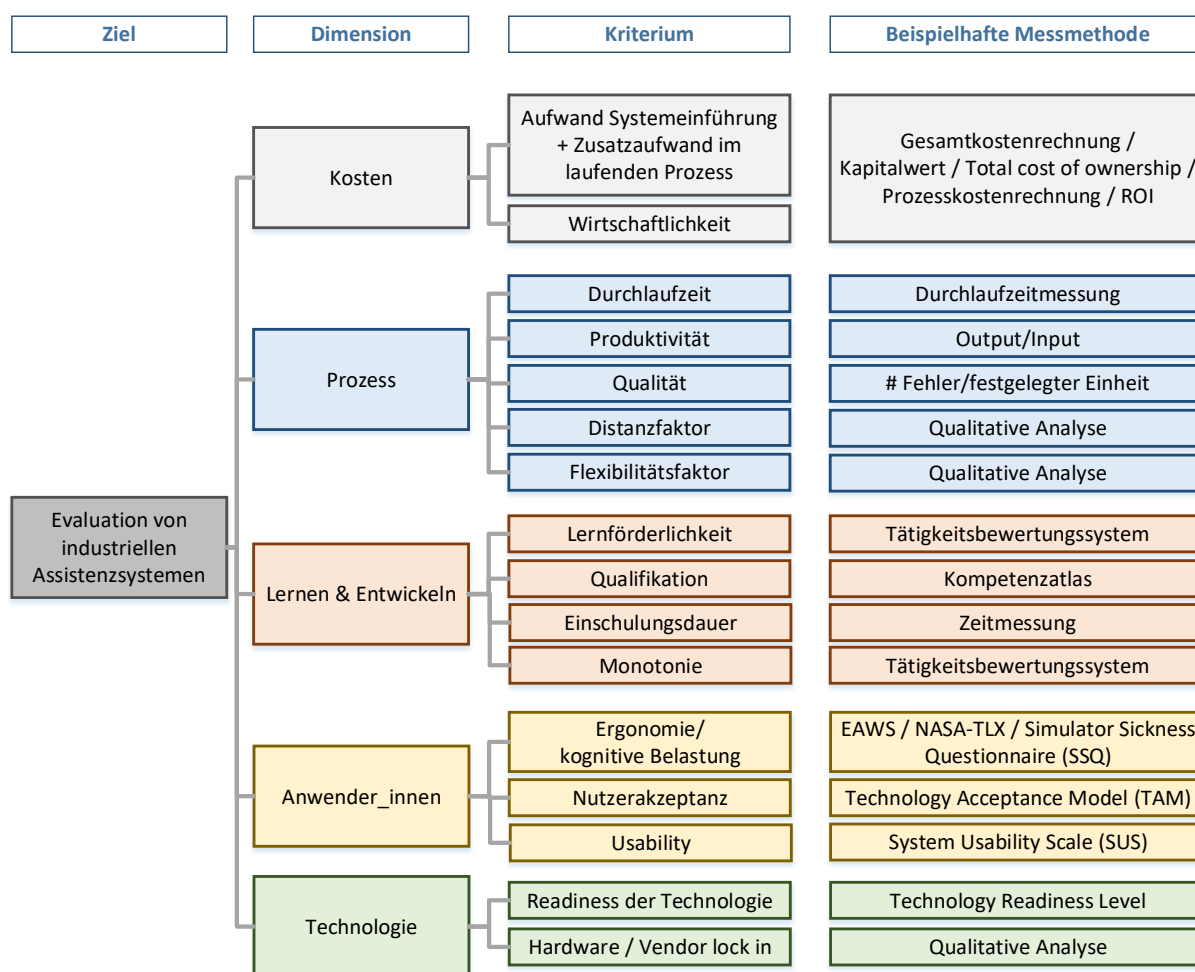 Ziel
Dimension
Kriterium
Beispielhafte Messmethode
Evaluation von
industriellen
Assistenzsystemen
Kosten
Aufwand Systemeinführung
+ Zusatzaufwand im
laufenden Prozess
Wirtschaftlichkeit
Gesamtkostenrechnung /
Kapitalwert / Total cost of ownership /
Prozesskostenrechnung / ROI
Prozess
Durchlaufzeit
Durchlaufzeitmessung
Produktivität
Output/Input
Qualität
# Fehler/festgelegter Einheit
Distanzfaktor
Qualitative Analyse
Flexibilitätsfaktor
Qualitative Analyse
Lernen & Entwickeln
Lernförderlichkeit
Tätigkeitsbewertungssystem
Qualifikation
Kompetenzatlas
Einschulungsdauer
Zeitmessung
Monotonie
Tätigkeitsbewertungssystem
Anwender_innen
Ergonomie/
kognitive Belastung
EAWS / NASA-TLX / Simulator Sickness
Questionnaire (SSQ)
Nutzerakzeptanz
Technology Acceptance Model (TAM)
Usability
System Usability Scale (SUS)
Technologie
Readiness der Technologie
Technology Readiness Level
Hardware / Vendor lock in
Qualitative Analyse